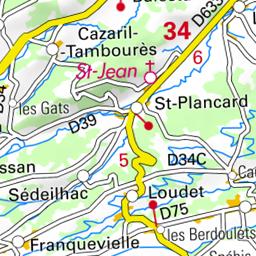 34
D633
Cazaril-
Tambourès
6
St-Jean
St-Plancard
les Gats
D39
5
D34C
Sédeilhac
Loudet
D75
Franquevielle
les Berdoulets